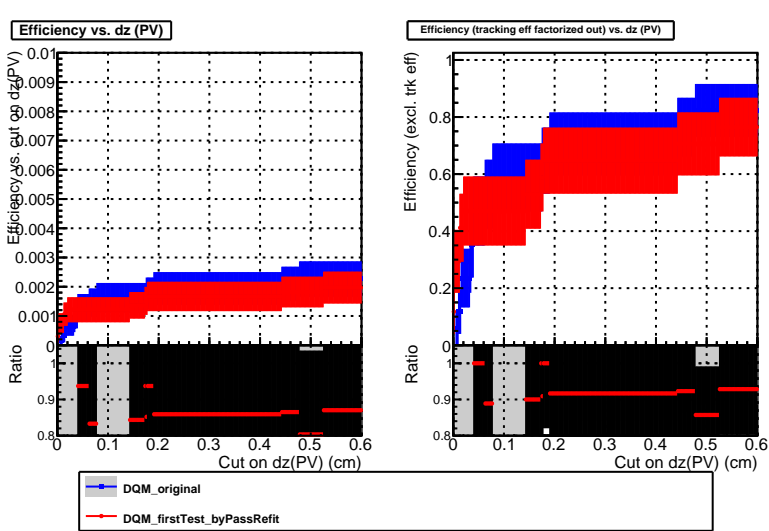 Efficiency vs. dz (PV)
Efficiency vs. cut on dz(PV)
0.01
0.009
0.008
0.007
0.006
0.005
0.004
0.003
0.002
0.001
0
Ratio
1
0.9
0.8
0 0.1 0.2 0.3 0.4 0.5 0.6
Cut on dz(PV) (cm)
Efficiency (tracking eff factorized out) vs. dz (PV)
Efficiency (excl. trk eff)
1
0.8
0.6
0.4
0.2
0
Ratio
1
0.9
0.8
0 0.1 0.2 0.3 0.4 0.5 0.6
Cut on dz(PV) (cm)
DQM_original
DQM_firstTest_byPassRefit